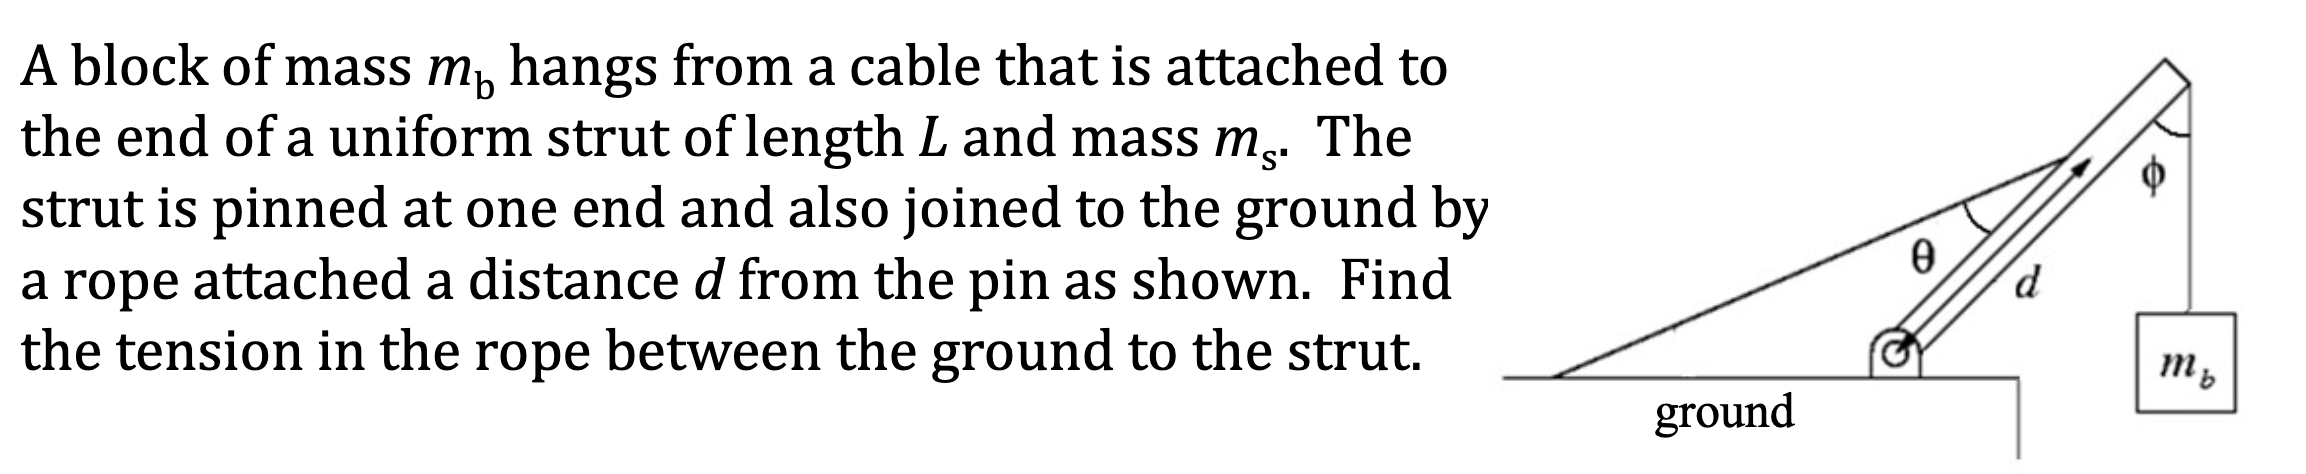 A block of mass m_b hangs from a cable that is attached to
the end of a uniform strut of length L and mass m_s. The
strut is pinned at one end and also joined to the ground by
a rope attached a distance d from the pin as shown. Find
the tension in the rope between the ground to the strut.
ϕ
θ
d
m_b
ground